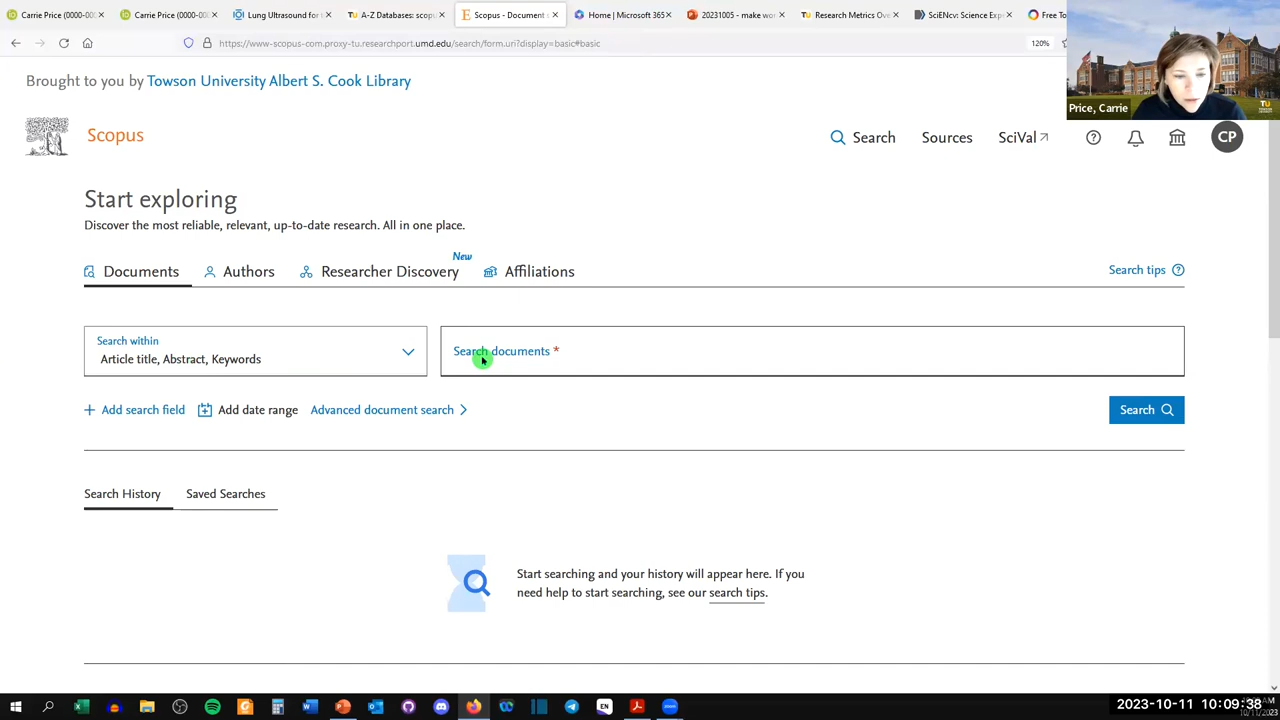 Carrie Price (0000-000
Carrie Price (0000-000
Lung Ultrasound for
A-Z Databases: scopu
Scopus - Document s
Home | Microsoft 365
20231005 - make wor
Research Metrics Ove
SciENcv: Science Expe
Free To
https://www-scopus-com.proxy-tu.researchport.umd.edu/search/form.uri?display=basic#basic
120%
Brought to you by Towson University Albert S. Cook Library
Price, Carrie
Scopus
Search
Sources
SciVal
CP
Start exploring
Discover the most reliable, relevant, up-to-date research. All in one place.
New
Documents
Authors
Researcher Discovery
Affiliations
Search tips
Search within
Article title, Abstract, Keywords
Search documents *
Add search field
Add date range
Advanced document search
Search
Search History
Saved Searches
Start searching and your history will appear here. If you
need help to start searching, see our search tips.
2023-10-11 10:09:38